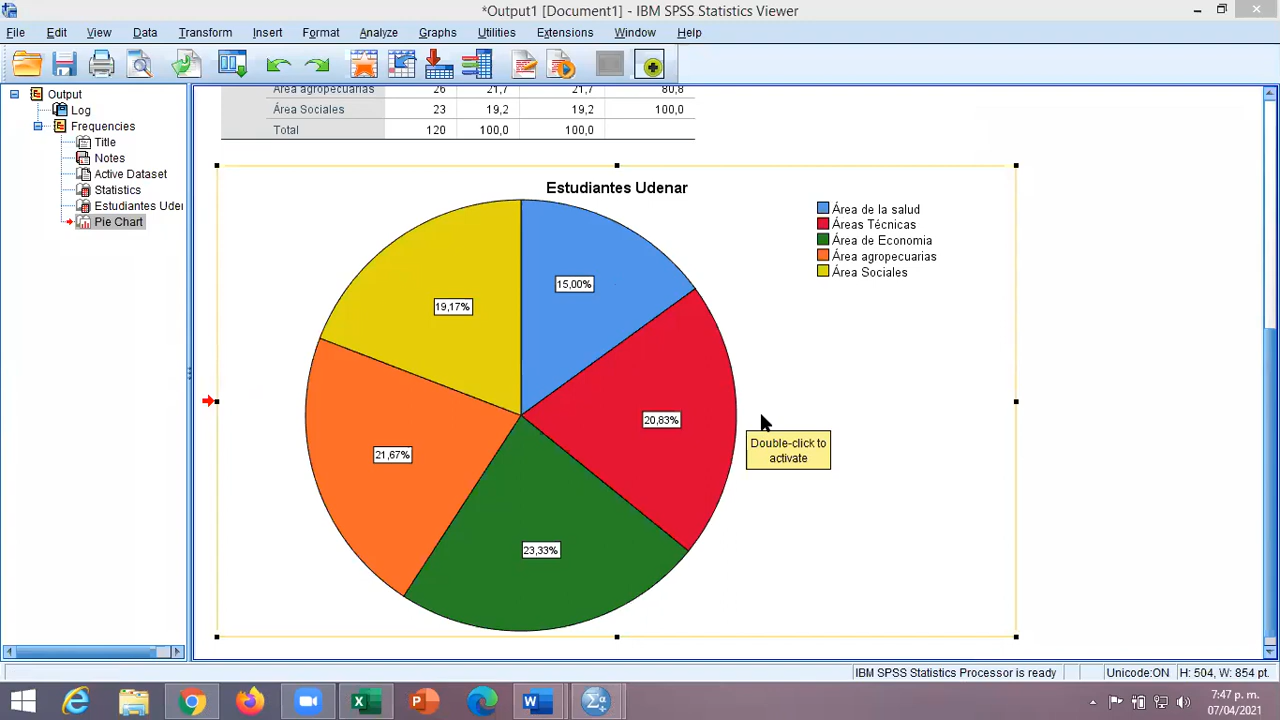 *Output1 [Document1] - IBM SPSS Statistics Viewer
File Edit View Data Transform Insert Format Analyze Graphs Utilities Extensions Window Help
Output
Log
Frequencies
Title
Notes
Active Dataset
Statistics
Estudiantes Uder
Pie Chart
Área agropecuarias 26 21,7 21,7 80,8
Área Sociales 23 19,2 19,2 100,0
Total 120 100,0 100,0
Estudiantes Udenar
Área de la salud
Áreas Técnicas
Área de Economia
Área agropecuarias
Área Sociales
15,00%
19,17%
20,83%
21,67%
23,33%
Double-click to
activate
IBM SPSS Statistics Processor is ready Unicode:ON H: 504, W: 854 pt.
7:47 p. m.
07/04/2021